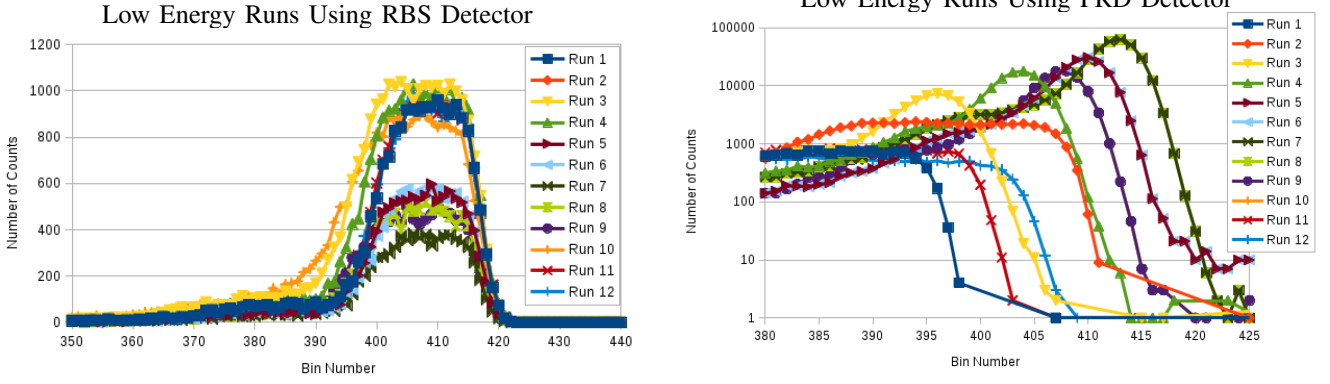 Low Energy Runs Using RBS Detector
1200
1000
800
600
400
200
0
Number of Counts
350 360 370 380 390 400 410 420 430 440
Bin Number
Run 1
Run 2
Run 3
Run 4
Run 5
Run 6
Run 7
Run 8
Run 9
Run 10
Run 11
Run 12
Low Energy Runs Using Detector
100000
10000
1000
100
10
1
Number of Counts
380 385 390 395 400 405 410 415 420 425
Bin Number
Run 1
Run 2
Run 3
Run 4
Run 5
Run 6
Run 7
Run 8
Run 9
Run 10
Run 11
Run 12